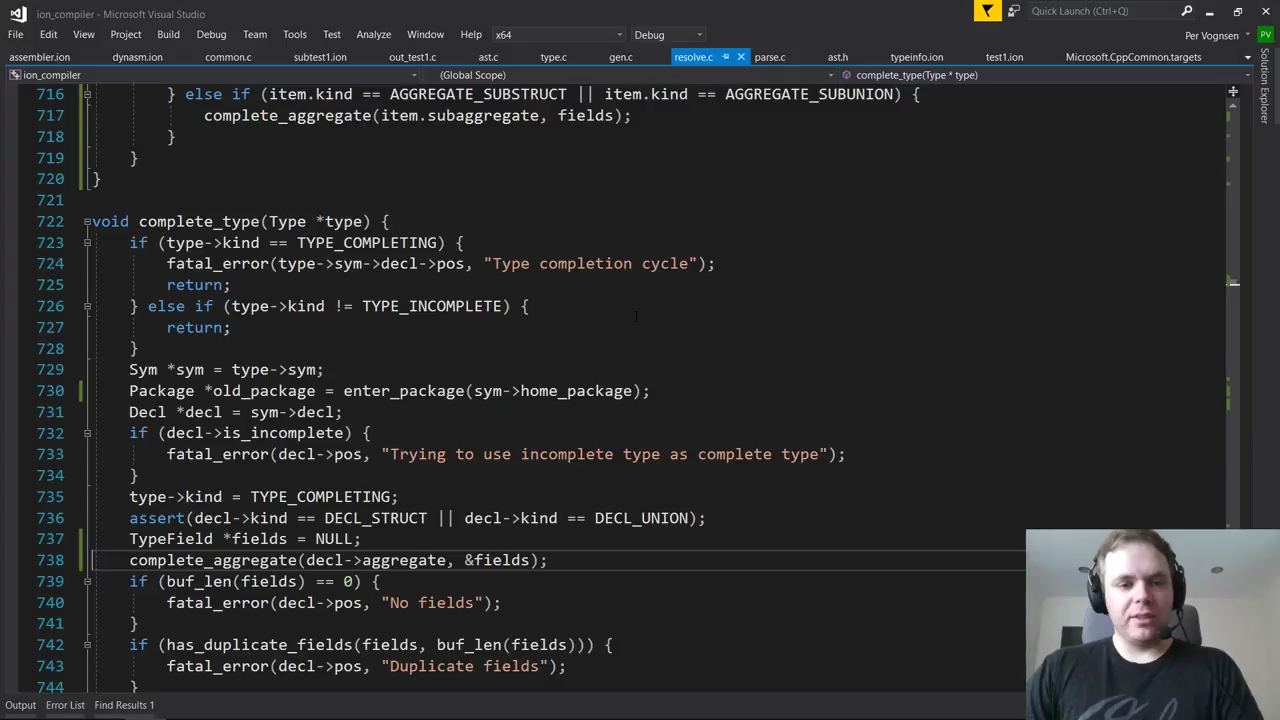 ion_compiler - Microsoft Visual Studio
Quick Launch (Ctrl+Q)
File Edit View Project Build Debug Team Tools Test Analyze Window Help x64 Debug
Per Vognsen PV
assembler.ion dynasm.ion common.c subtest1.ion out_test1.c ast.c type.c gen.c resolve.c parse.c ast.h typeinfo.ion test1.ion Microsoft.CppCommon.targets
Solution Explorer
ion_compiler (Global Scope) complete_type(Type * type)
716 } else if (item.kind == AGGREGATE_SUBSTRUCT || item.kind == AGGREGATE_SUBUNION) {
717 complete_aggregate(item.subaggregate, fields);
718 }
719 }
720 }
721
722 void complete_type(Type *type) {
723 if (type->kind == TYPE_COMPLETING) {
724 fatal_error(type->sym->decl->pos, "Type completion cycle");
725 return;
726 } else if (type->kind != TYPE_INCOMPLETE) {
727 return;
728 }
729 Sym *sym = type->sym;
730 Package *old_package = enter_package(sym->home_package);
731 Decl *decl = sym->decl;
732 if (decl->is_incomplete) {
733 fatal_error(decl->pos, "Trying to use incomplete type as complete type");
734 }
735 type->kind = TYPE_COMPLETING;
736 assert(decl->kind == DECL_STRUCT || decl->kind == DECL_UNION);
737 TypeField *fields = NULL;
738 complete_aggregate(decl->aggregate, &fields);
739 if (buf_len(fields) == 0) {
740 fatal_error(decl->pos, "No fields");
741 }
742 if (has_duplicate_fields(fields, buf_len(fields))) {
743 fatal_error(decl->pos, "Duplicate fields");
744 }
Output Error List Find Results 1